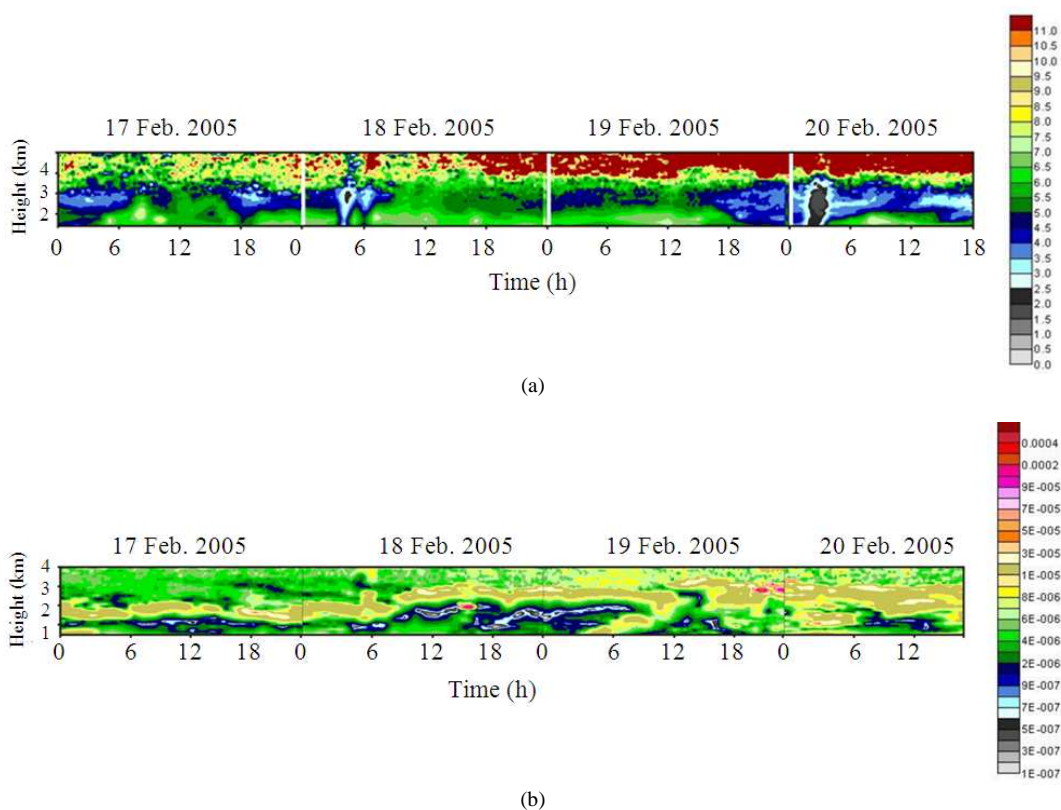 11.0
10.5
10.0
9.5
9.0
8.5
8.0
7.5
7.0
6.5
6.0
5.5
5.0
4.5
4.0
3.5
3.0
2.5
2.0
1.5
1.0
0.5
0.0
17 Feb. 2005 18 Feb. 2005 19 Feb. 2005 20 Feb. 2005
Height (km)
4
3
2
0 6 12 18 0 6 12 18 0 6 12 18 0 6 12 18
Time (h)
(a)
0.0004
0.0002
9E-005
7E-005
5E-005
3E-005
1E-005
8E-006
6E-006
4E-006
2E-006
9E-007
7E-007
5E-007
3E-007
1E-007
17 Feb. 2005 18 Feb. 2005 19 Feb. 2005 20 Feb. 2005
Height (km)
4
3
2
1
0 6 12 18 0 6 12 18 0 6 12 18 0 6 12
Time (h)
(b)